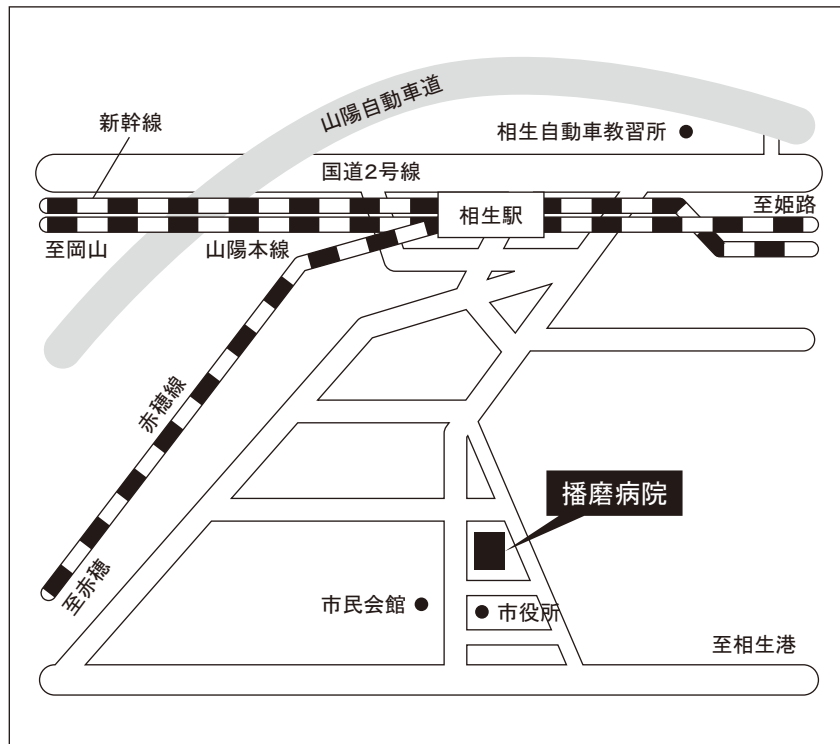 山陽自動車道
新幹線
相生自動車教習所
国道2号線
相生駅
至姫路
至岡山
山陽本線
赤穂線
播磨病院
至赤穂
市民会館
市役所
至相生港